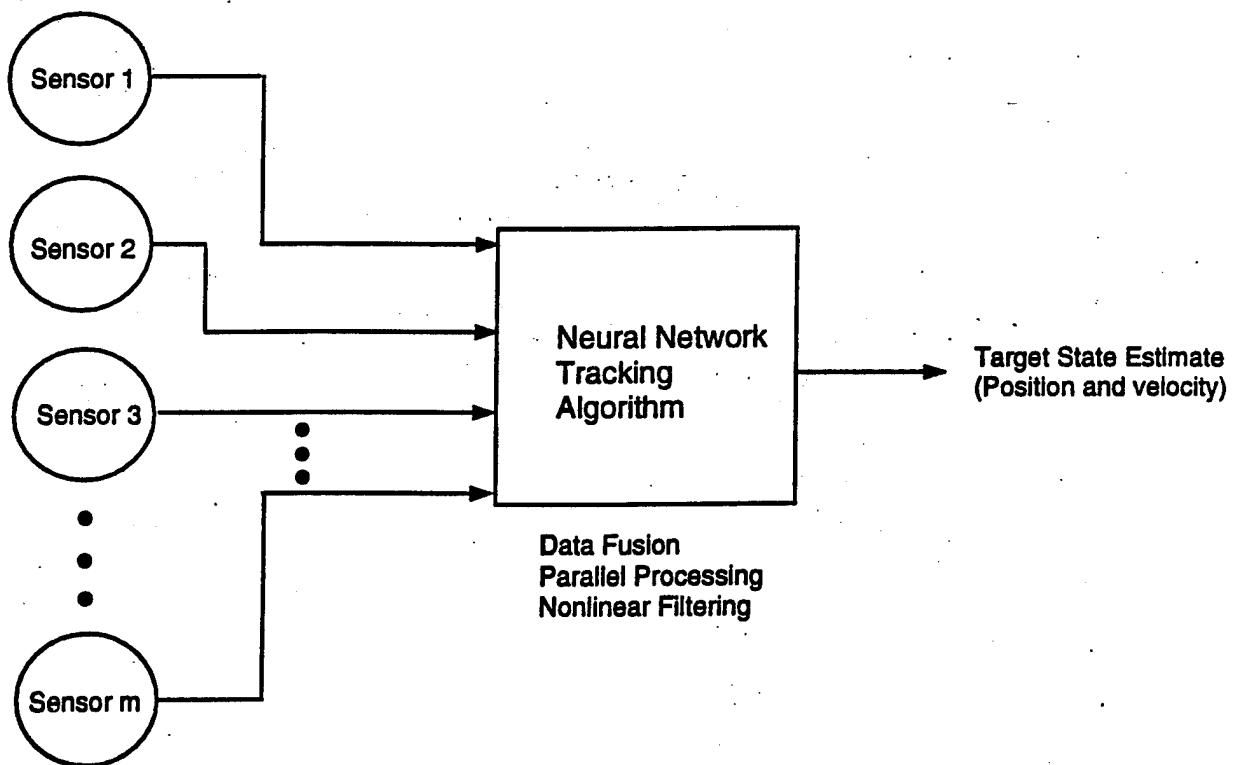 Sensor 1
Sensor 2
Sensor 3
Sensor m
Neural Network
Tracking
Algorithm
Data Fusion
Parallel Processing
Nonlinear Filtering
Target State Estimate
(Position and velocity)